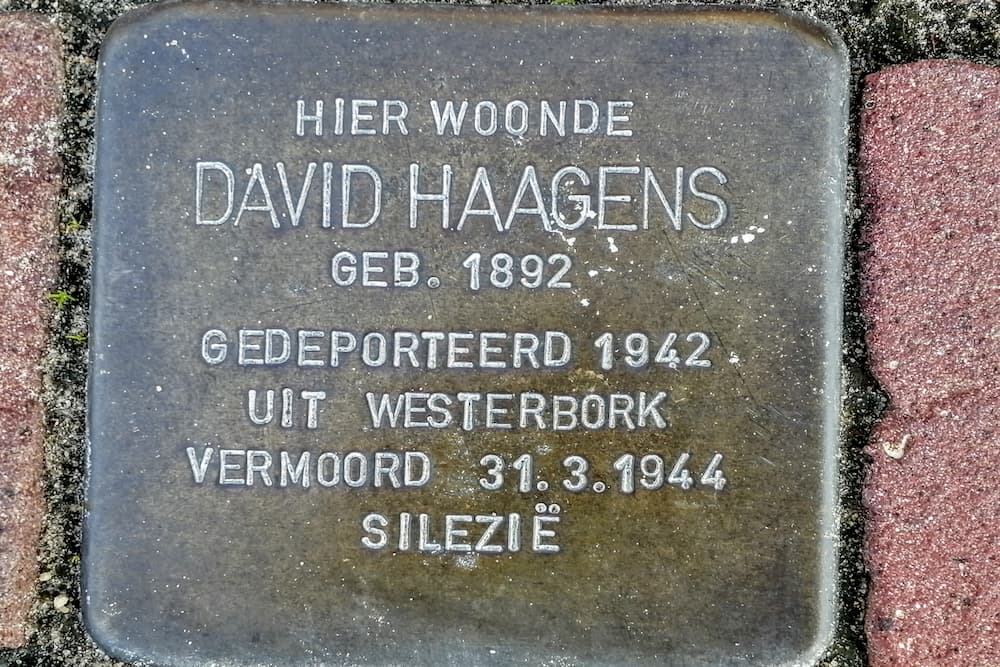 HIER WOONDE
DAVID HAAGENS
GEB. 1892
GEDEPORTEERD 1942
UIT WESTERBORK
VERMOORD 31.3.1944
SILEZIË